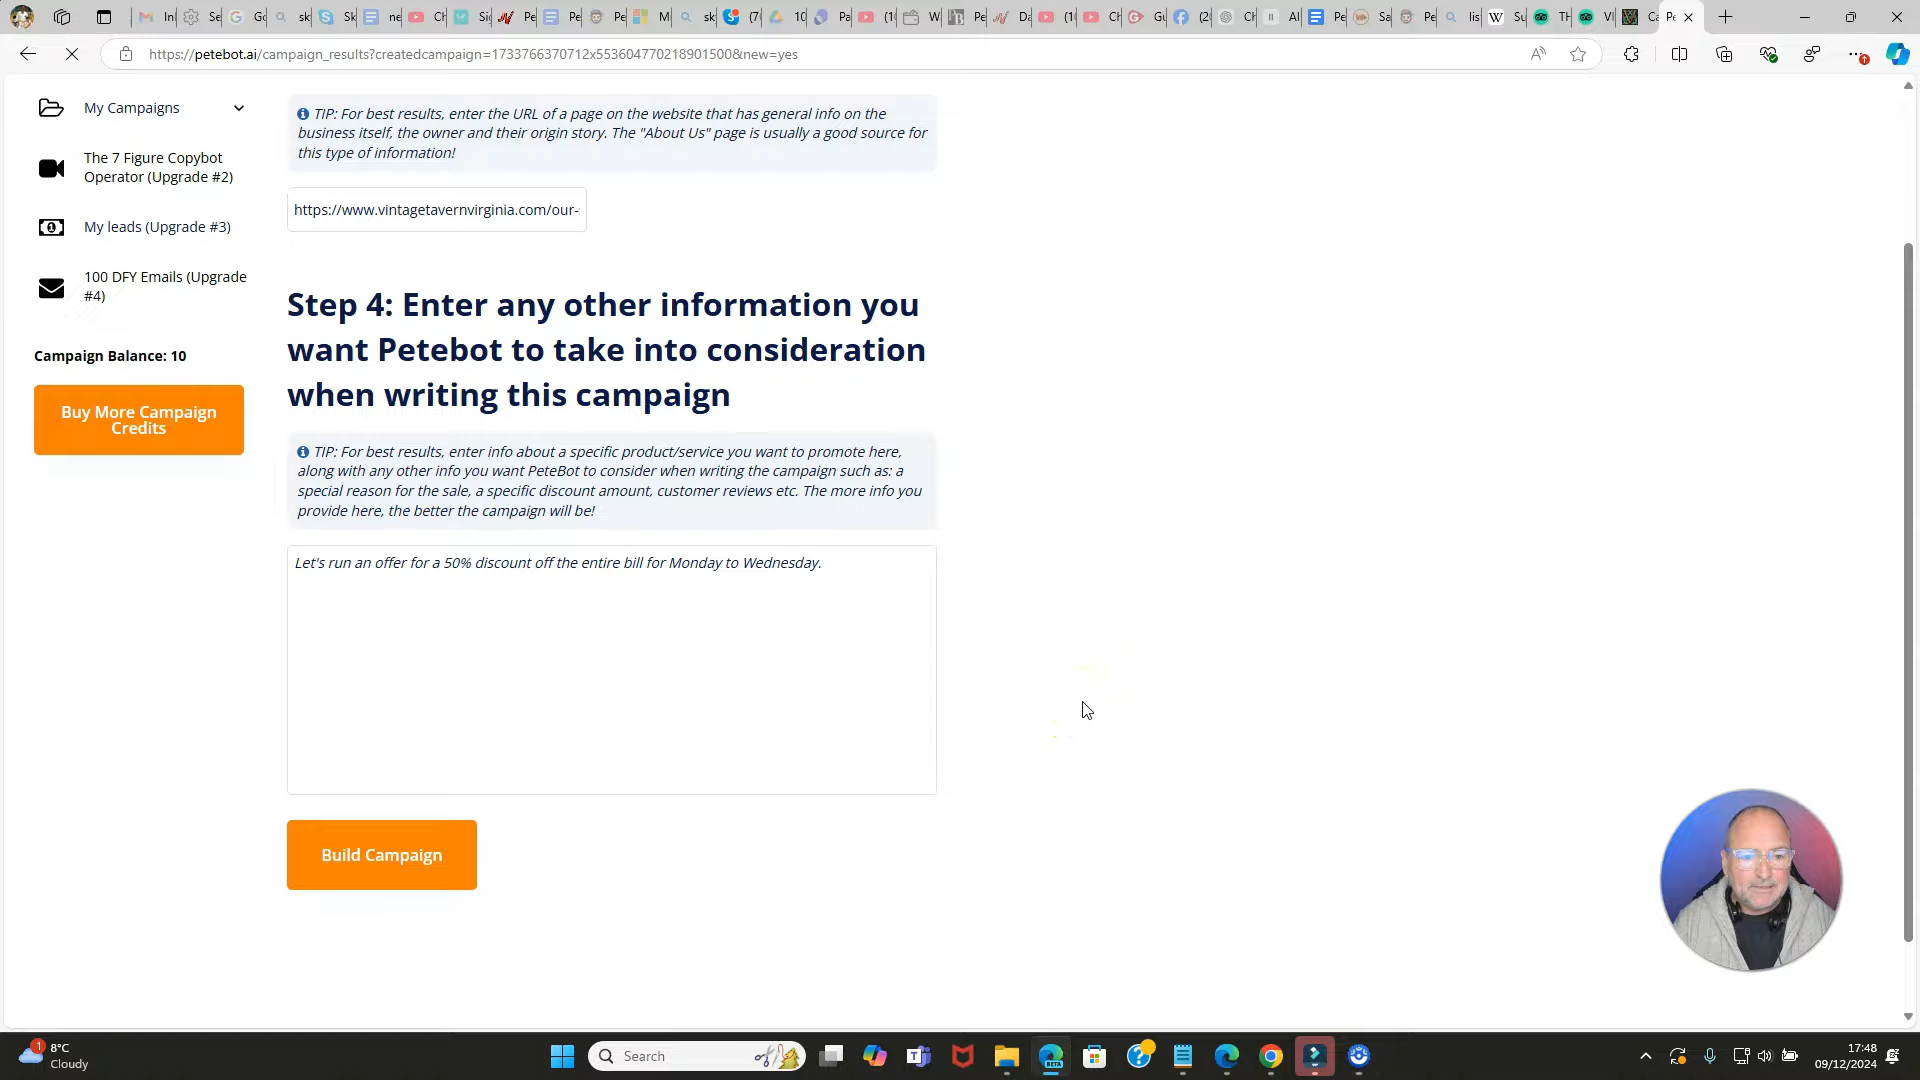 https://petebot.ai/campaign_results?createdcampaign=1733766370712x553604770218901500&new=yes
My Campaigns
The 7 Figure Copybot
Operator (Upgrade #2)
My leads (Upgrade #3)
100 DFY Emails (Upgrade
#4)
Campaign Balance: 10
Buy More Campaign
Credits
TIP: For best results, enter the URL of a page on the website that has general info on the
business itself, the owner and their origin story. The "About Us" page is usually a good source for
this type of information!
https://www.vintagetavernvirginia.com/our-
Step 4: Enter any other information you
want Petebot to take into consideration
when writing this campaign
TIP: For best results, enter info about a specific product/service you want to promote here,
along with any other info you want PeteBot to consider when writing the campaign such as: a
special reason for the sale, a specific discount amount, customer reviews etc. The more info you
provide here, the better the campaign will be!
Let's run an offer for a 50% discount off the entire bill for Monday to Wednesday.
Build Campaign
1
8°C
Cloudy
Search
BETA
17:48
09/12/2024